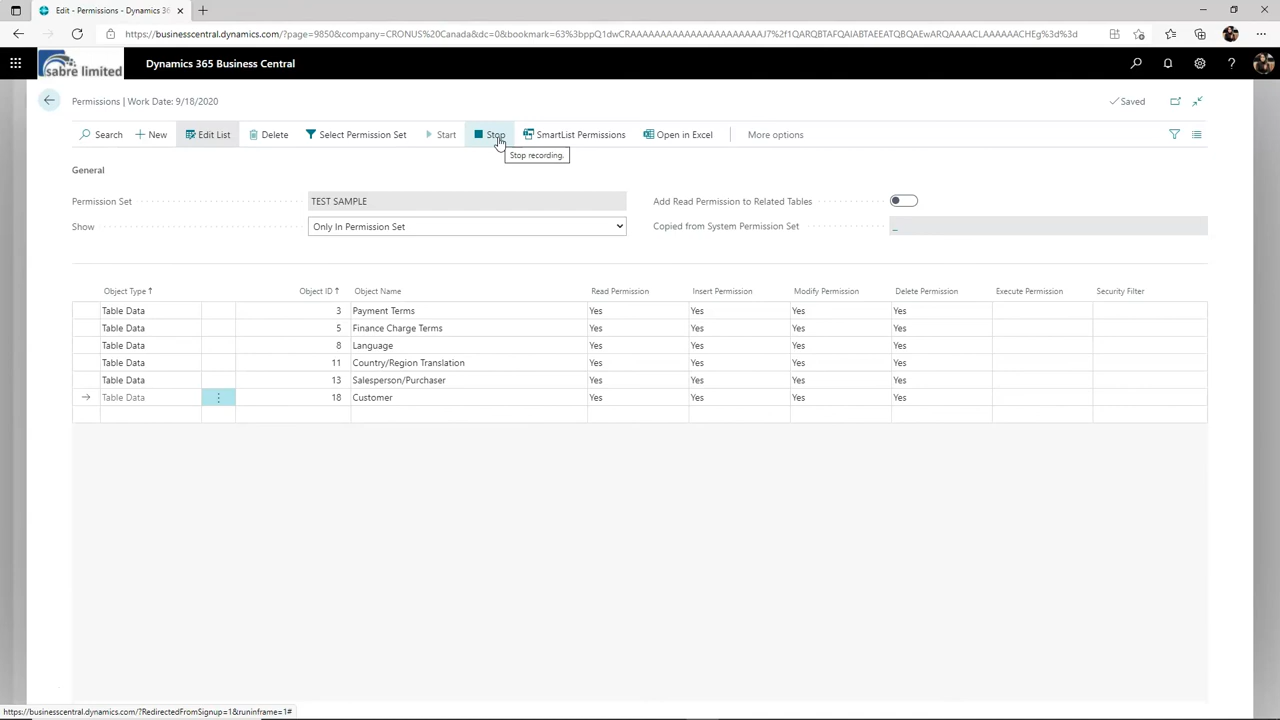 Edit - Permissions - Dynamics 36
https://businesscentral.dynamics.com/?page=9850&company=CRONUS%20Canada&dc=0&bookmark=63%3bppQ1dwCRAAAAAAAAAAAAAAAAAAAAAAAAJ7%2f1QARQBTAFQAIABTAEEATQBQAEwARQAAAACLAAAAAACHEg%3d%3d
sabre limited
Dynamics 365 Business Central
Permissions | Work Date: 9/18/2020
Saved
Search New Edit List Delete Select Permission Set Start Stop SmartList Permissions Open in Excel More options
Stop recording.
General
Permission Set TEST SAMPLE Add Read Permission to Related Tables
Show Only In Permission Set Copied from System Permission Set _
Object Type Object ID Object Name Read Permission Insert Permission Modify Permission Delete Permission Execute Permission Security Filter
Table Data 3 Payment Terms Yes Yes Yes Yes
Table Data 5 Finance Charge Terms Yes Yes Yes Yes
Table Data 8 Language Yes Yes Yes Yes
Table Data 11 Country/Region Translation Yes Yes Yes Yes
Table Data 13 Salesperson/Purchaser Yes Yes Yes Yes
Table Data 18 Customer Yes Yes Yes Yes
https://businesscentral.dynamics.com/?RedirectedFromSignup=1&runinframe=1#